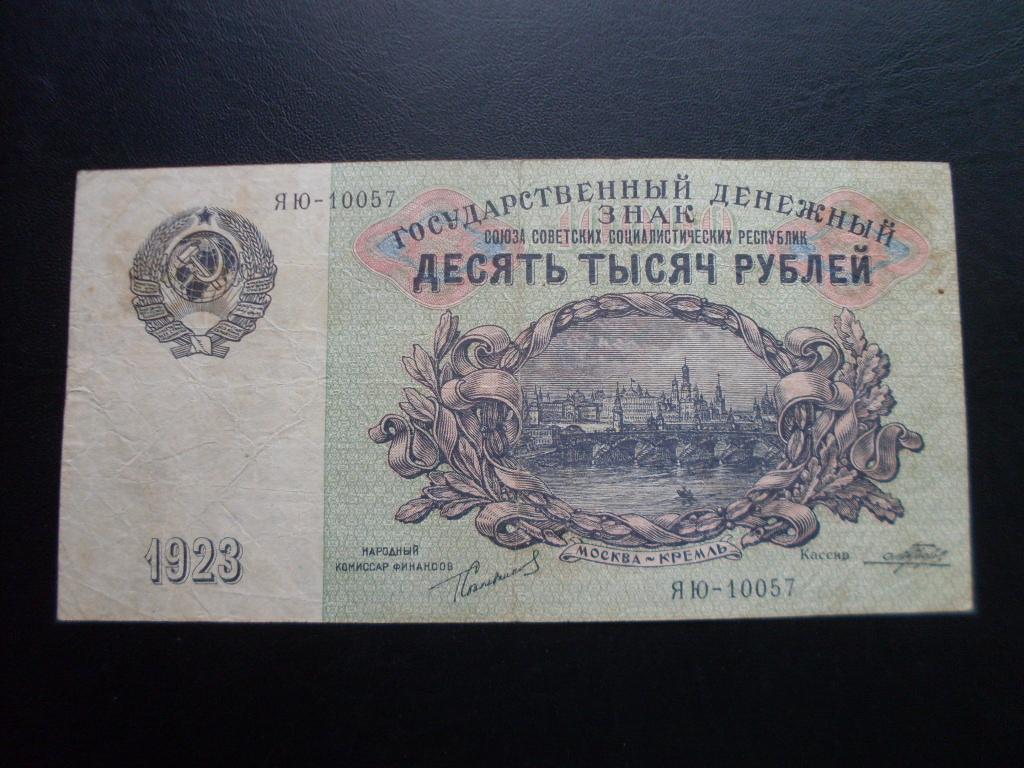 ЯЮ-10057
ГОСУДАРСТВЕННЫЙ ДЕНЕЖНЫЙ
ЗНАК
СОЮЗА СОВЕТСКИХ СОЦИАЛИСТИЧЕСКИХ РЕСПУБЛИК
ДЕСЯТЬ ТЫСЯЧ РУБЛЕЙ
1923
НАРОДНЫЙ
КОМИССАР ФИНАНСОВ
МОСКВА~КРЕМЛЬ
Кассир
ЯЮ-10057